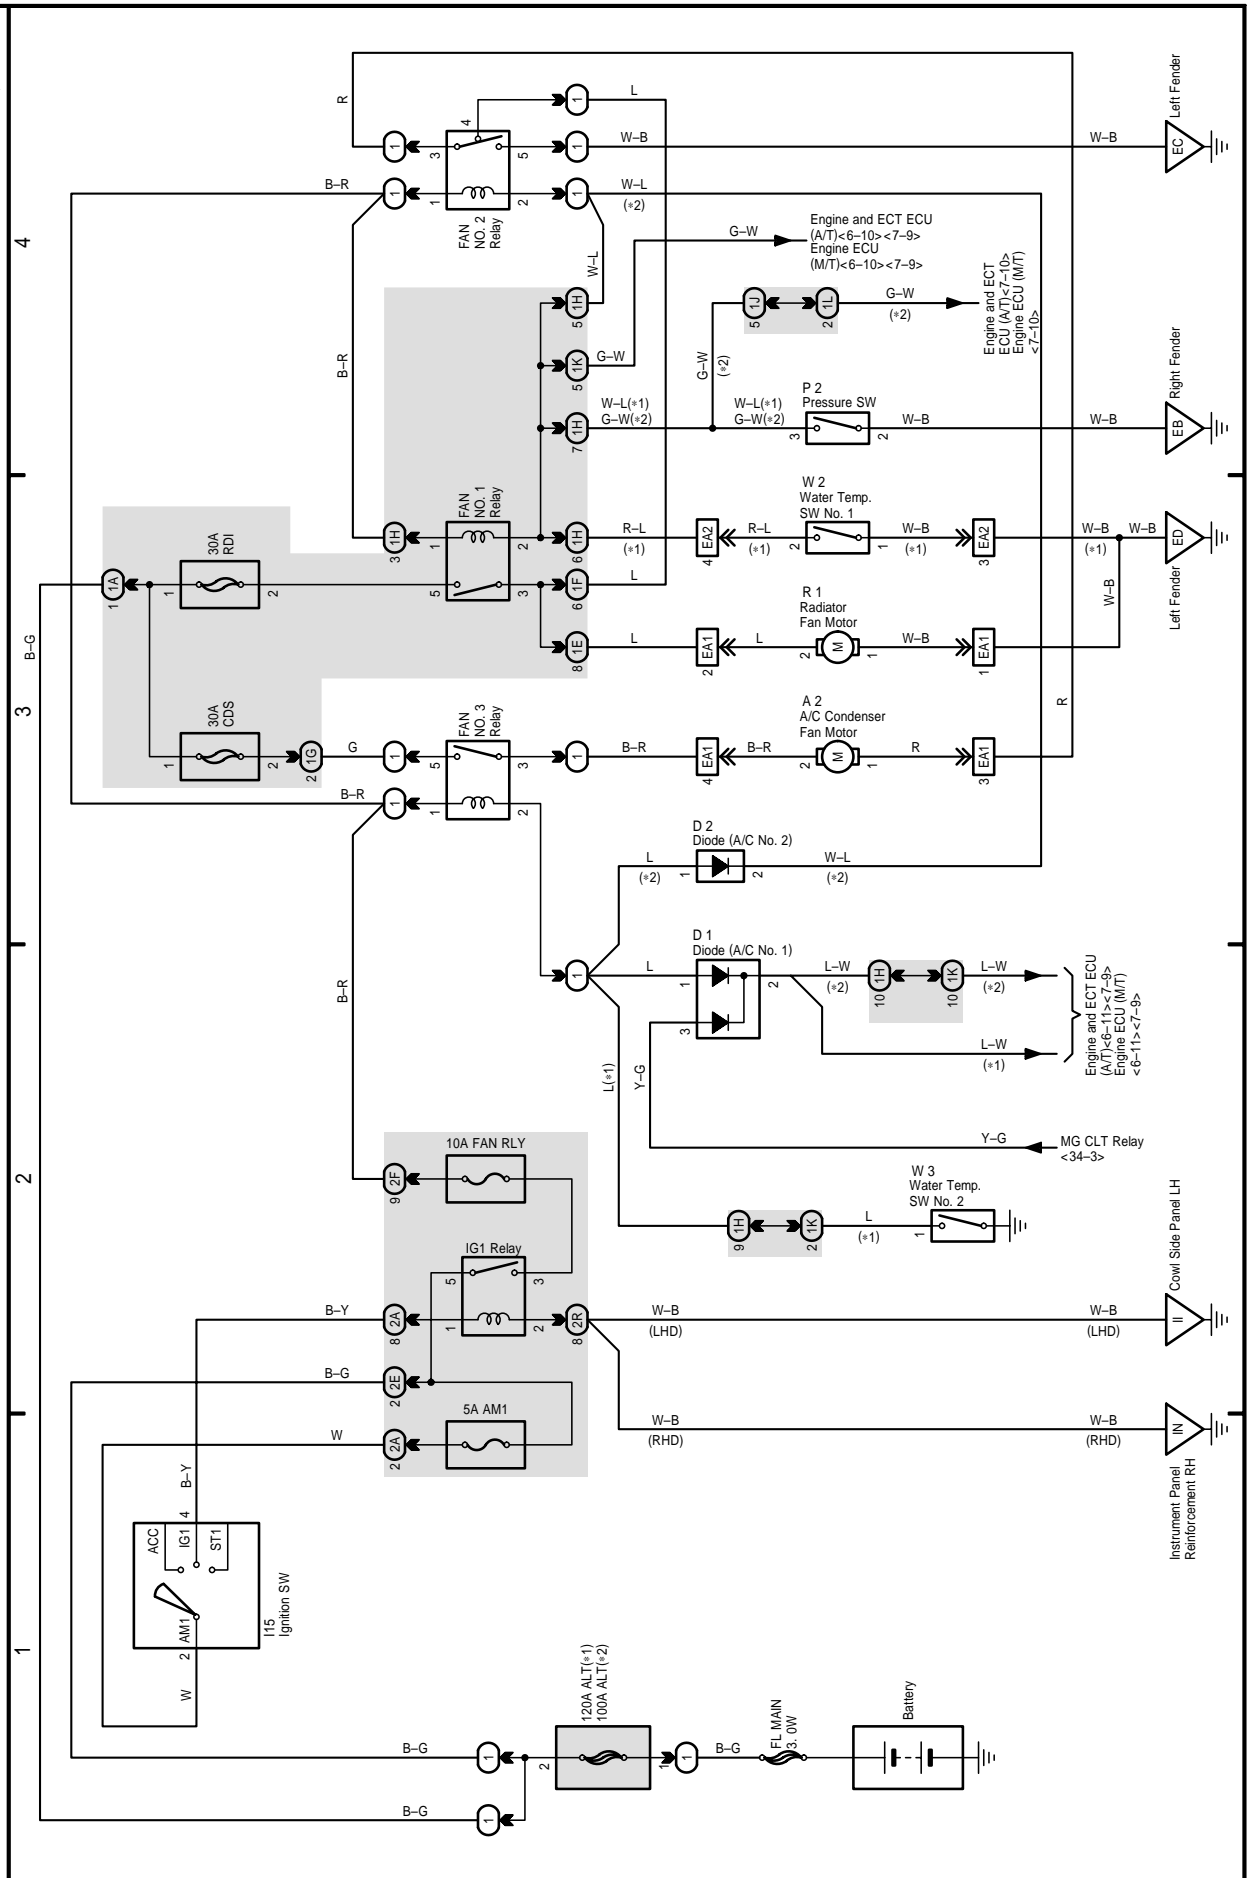 4
3
2
1
R
3
1
4
1
L
5
1
W–B
W–B
EC
Left Fender
B–R
1
1
FAN
NO. 2
Relay
2
1
W–L
(∗2)
B–R
W–L
G–W
Engine and ECT ECU
(A/T)<6–10><7–9>
Engine ECU
(M/T)<6–10><7–9>
5
1H
5
1K
G–W
7
1H
W–L(∗1)
G–W(∗2)
G–W
(∗2)
5
1J
2
1L
G–W
(∗2)
Engine and ECT
ECU (A/T)<7–10>
Engine ECU (M/T)
<7–10>
W–L(∗1)
G–W(∗2)
P 2
Pressure SW
3
2
W–B
W–B
EB
Right Fender
30A
RDI
1
2
1
1A
3
1H
FAN
NO. 1
Relay
1
2
5
3
6
1H
R–L
(∗1)
4
EA2
R–L
(∗1)
W 2
Water Temp.
SW No. 1
2
1
W–B
(∗1)
3
EA2
W–B
(∗1)
W–B
ED
Left Fender
6
1F
L
W–B
B–G
8
1E
L
2
EA1
L
R 1
Radiator
Fan Motor
2
M
1
W–B
1
EA1
30A
CDS
1
2
2
1G
G
1
FAN
NO. 3
Relay
5
3
1
B–R
4
EA1
B–R
A 2
A/C Condenser
Fan Motor
2
M
1
R
3
EA1
R
B–R
1
1
2
D 2
Diode (A/C No. 2)
L
(∗2)
1
2
W–L
(∗2)
B–R
1
L
D 1
Diode (A/C No. 1)
1
3
2
L–W
(∗2)
10
1H
10
1K
L–W
(∗2)
L–W
(∗1)
Engine and ECT ECU
(A/T)<6–11><7–9>
Engine ECU (M/T)
<6–11><7–9>
L(∗1)
Y–G
Y–G
MG CLT Relay
<34–3>
10A FAN RLY
9
2F
W 3
Water Temp.
SW No. 2
9
1H
2
1K
L
(∗1)
1
IG1 Relay
5
3
B–Y
8
2A
1
2
8
2R
W–B
(LHD)
W–B
(LHD)
II
Cowl Side Panel LH
B–G
2
2E
5A AM1
W
2
2A
W–B
(RHD)
W–B
(RHD)
IN
Instrument Panel
Reinforcement RH
B–Y
4
ACC
IG1
ST1
AM1
2
W
I15
Ignition SW
B–G
1
2
120A ALT(∗1)
100A ALT(∗2)
1
1
B–G
FL MAIN
3. 0W
Battery
B–G
1